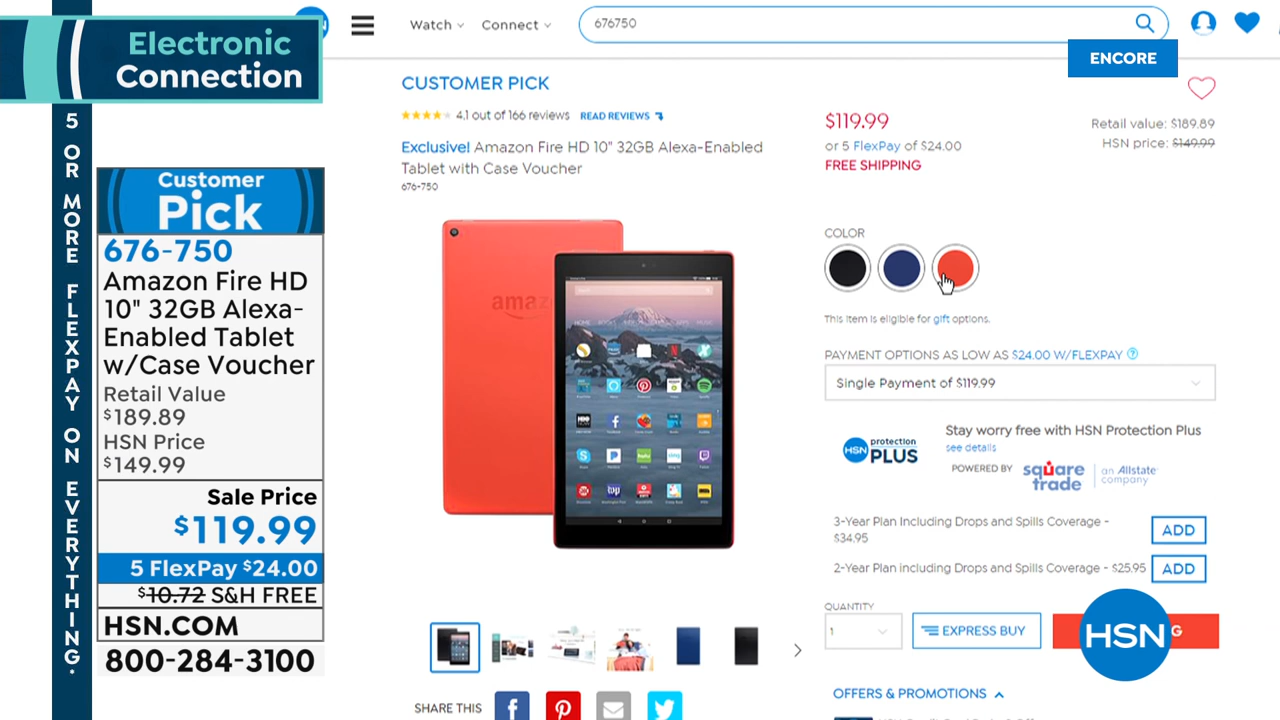 Electronic
Connection
5 OR MORE FLEXPAY ON EVERYTHING.
Customer
Pick
676-750
Amazon Fire HD
10" 32GB Alexa-
Enabled Tablet
w/Case Voucher
Retail Value
$189.89
HSN Price
$149.99
Sale Price
$119.99
5 FlexPay $24.00
$10.72 S&H FREE
HSN.COM
800-284-3100
Watch
Connect
676750
ENCORE
CUSTOMER PICK
4.1 out of 166 reviews READ REVIEWS
Exclusive! Amazon Fire HD 10" 32GB Alexa-Enabled
Tablet with Case Voucher
676-750
amaz
$119.99
or 5 FlexPay of $24.00
FREE SHIPPING
Retail value: $189.89
HSN price: $149.99
COLOR
This item is eligible for gift options.
PAYMENT OPTIONS AS LOW AS $24.00 W/FLEXPAY ?
Single Payment of $119.99
HSN protection PLUS
Stay worry free with HSN Protection Plus
see details
POWERED BY square trade an Allstate company
3-Year Plan Including Drops and Spills Coverage -
$34.95
ADD
2-Year Plan including Drops and Spills Coverage - $25.95
ADD
QUANTITY
1
EXPRESS BUY
HSN
G
SHARE THIS
OFFERS & PROMOTIONS